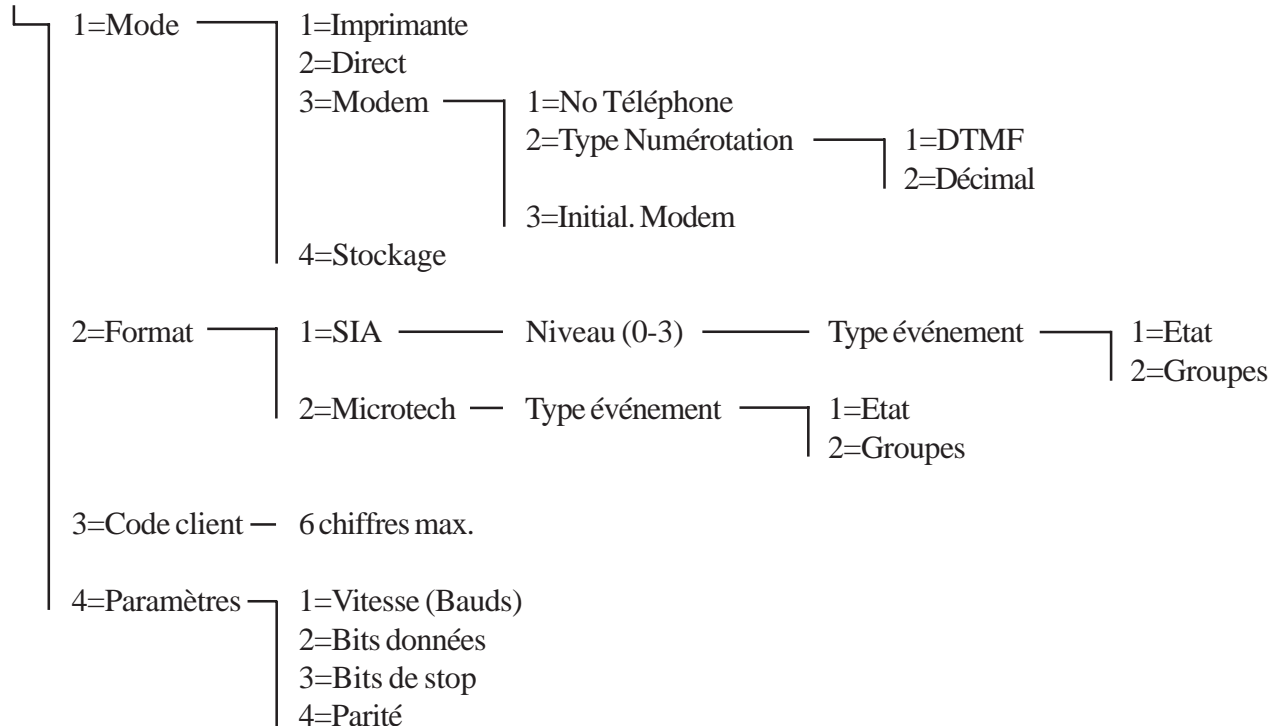 1=Mode 1=Imprimante
2=Direct
3=Modem 1=No Téléphone
2=Type Numérotation 1=DTMF
2=Décimal
3=Initial. Modem
4=Stockage
2=Format 1=SIA Niveau (0-3) Type événement 1=Etat
2=Groupes
2=Microtech Type événement 1=Etat
2=Groupes
3=Code client 6 chiffres max.
4=Paramètres 1=Vitesse (Bauds)
2=Bits données
3=Bits de stop
4=Parité